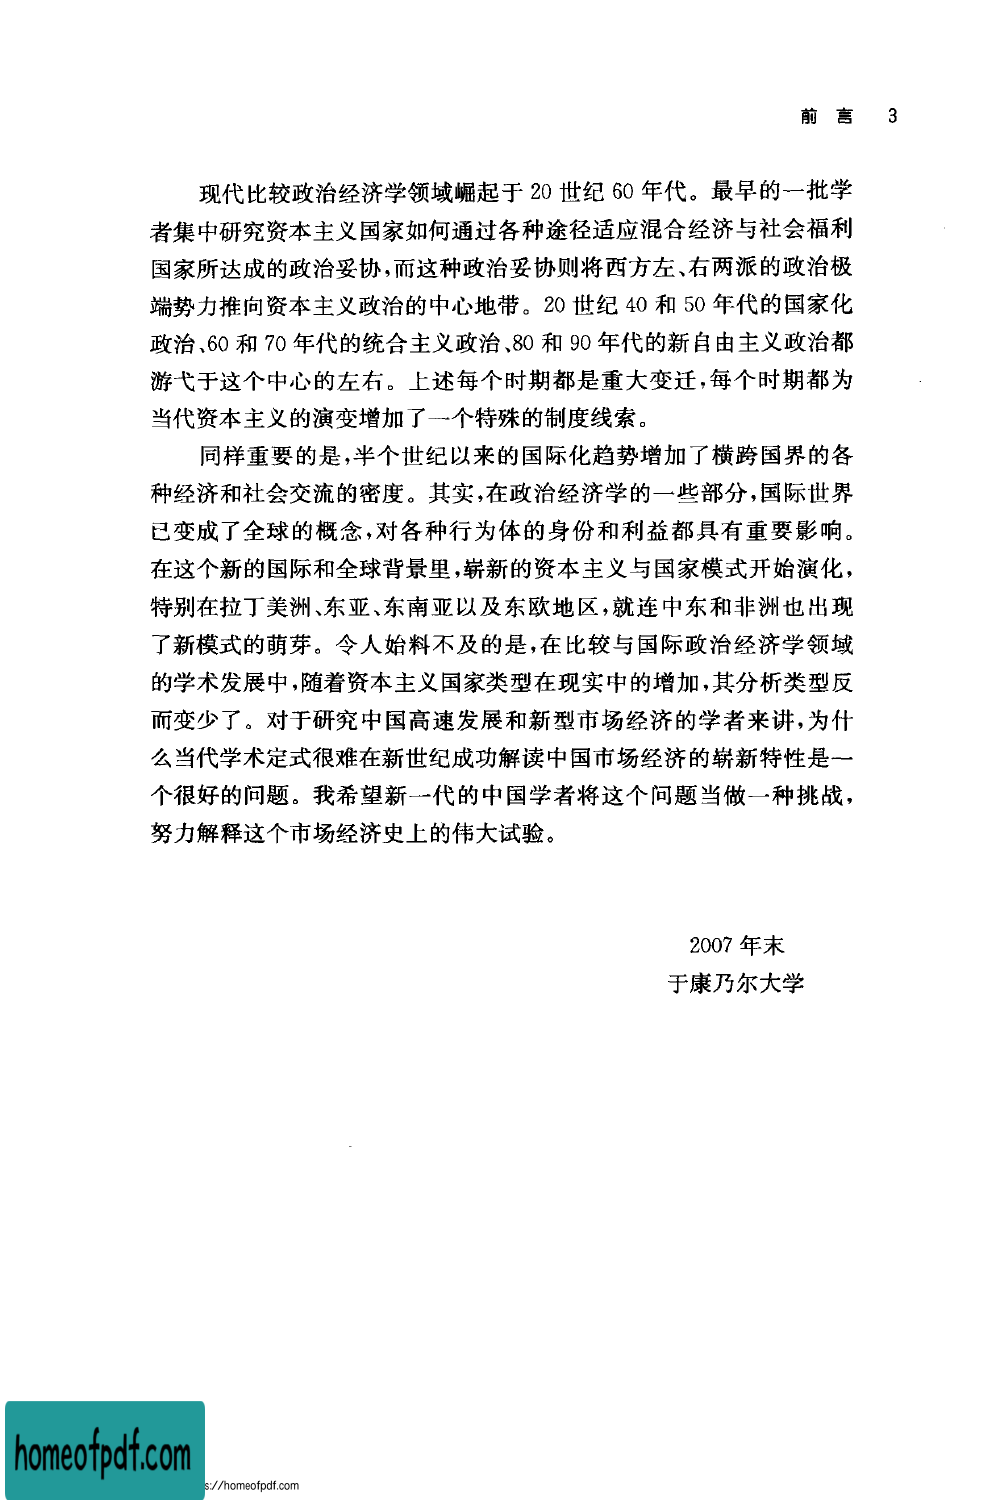 前 言 3
现代比较政治经济学领域崛起于 20 世纪 60 年代。最早的一批学
者集中研究资本主义国家如何通过各种途径适应混合经济与社会福利
国家所达成的政治妥协,而这种政治妥协则将西方左、右两派的政治极
端势力推向资本主义政治的中心地带。20 世纪 40 和 50 年代的国家化
政治、60 和 70 年代的统合主义政治、80 和 90 年代的新自由主义政治都
游弋于这个中心的左右。上述每个时期都是重大变迁,每个时期都为
当代资本主义的演变增加了一个特殊的制度线索。
同样重要的是,半个世纪以来的国际化趋势增加了横跨国界的各
种经济和社会交流的密度。其实,在政治经济学的一些部分,国际世界
已变成了全球的概念,对各种行为体的身份和利益都具有重要影响。
在这个新的国际和全球背景里,崭新的资本主义与国家模式开始演化,
特别在拉丁美洲、东亚、东南亚以及东欧地区,就连中东和非洲也出现
了新模式的萌芽。令人始料不及的是,在比较与国际政治经济学领域
的学术发展中,随着资本主义国家类型在现实中的增加,其分析类型反
而变少了。对于研究中国高速发展和新型市场经济的学者来讲,为什
么当代学术定式很难在新世纪成功解读中国市场经济的崭新特性是一
个很好的问题。我希望新一代的中国学者将这个问题当做一种挑战,
努力解释这个市场经济史上的伟大试验。
2007 年末
于康乃尔大学
homeofpdf.com
s://homeofpdf.com